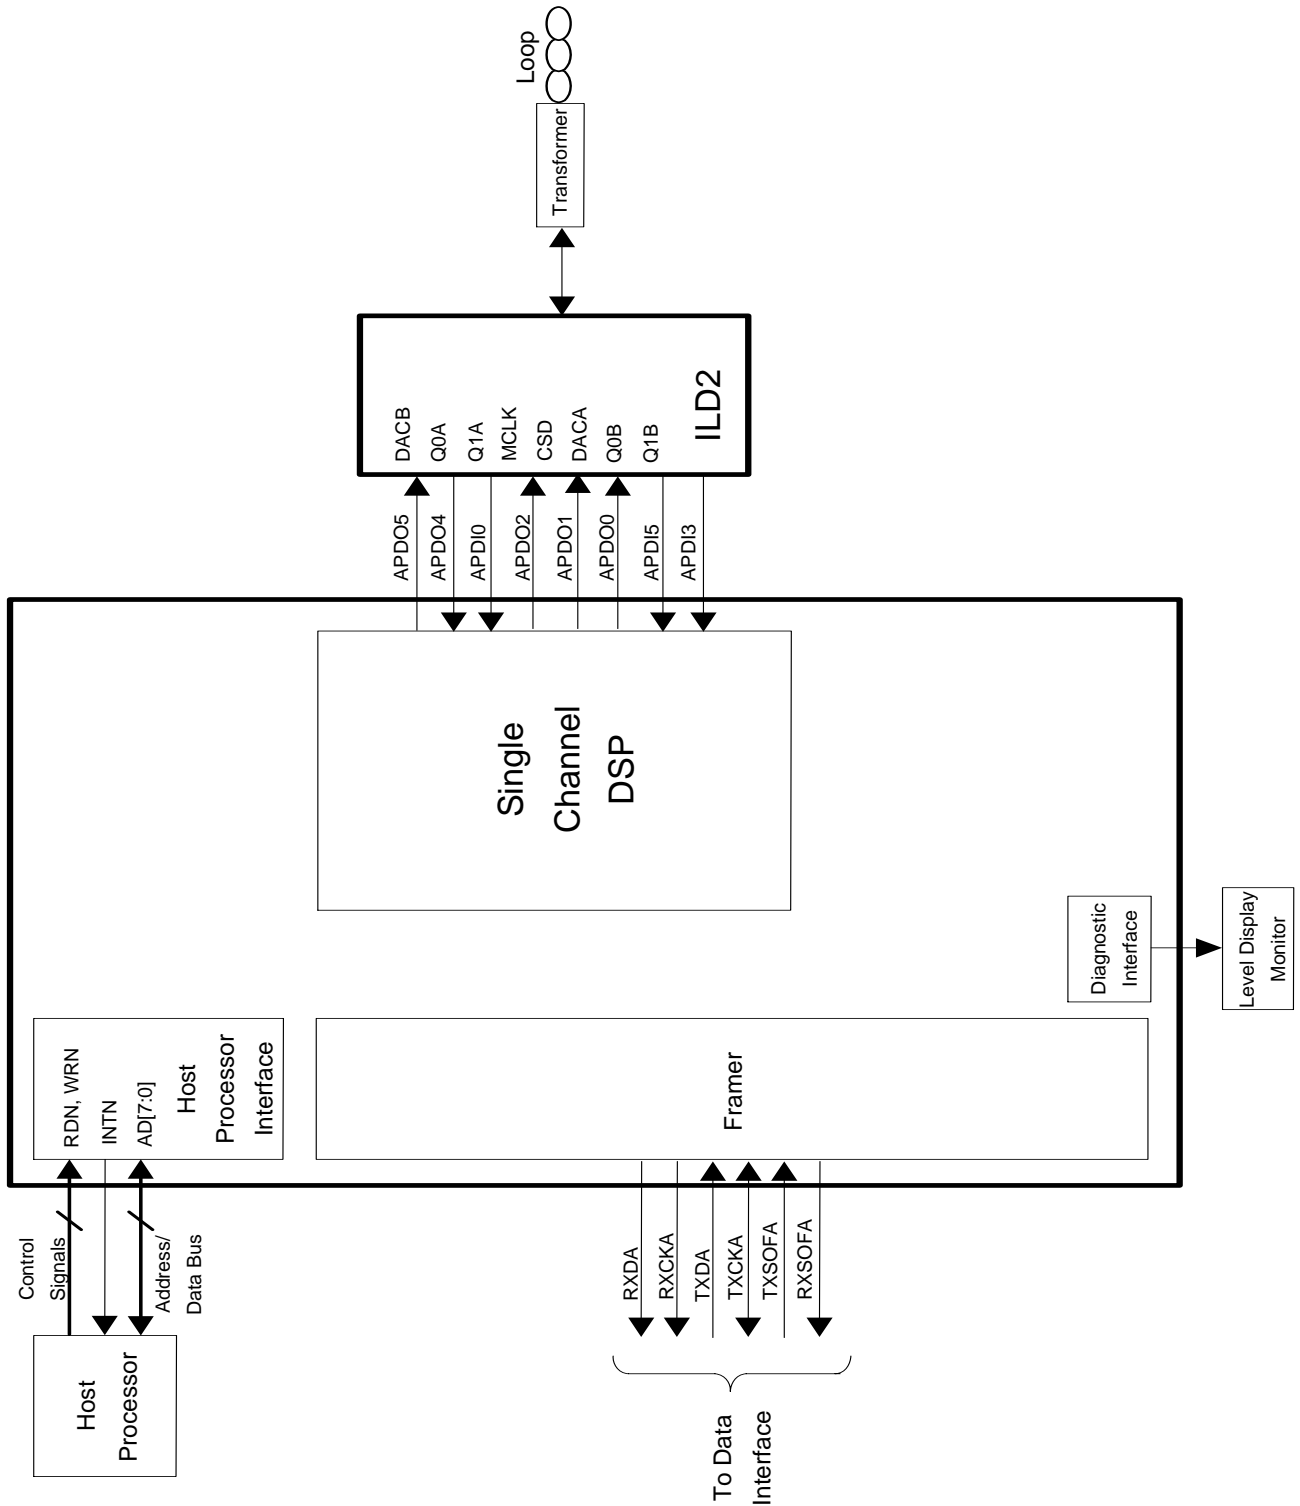 Control
Signals
Address/
Data Bus
Host
Processor
RDN, WRN
INTN
AD[7:0]
Host
Processor
Interface
RXDA
RXCKA
TXDA
TXCKA
TXSOFA
RXSOFA
To Data
Interface
Framer
Diagnostic
Interface
Level Display
Monitor
Single
Channel
DSP
APDO5
APDO4
APDI0
APDO2
APDO1
APDO0
APDI5
APDI3
DACB
Q0A
Q1A
MCLK
CSD
DACA
Q0B
Q1B
ILD2
Transformer
Loop